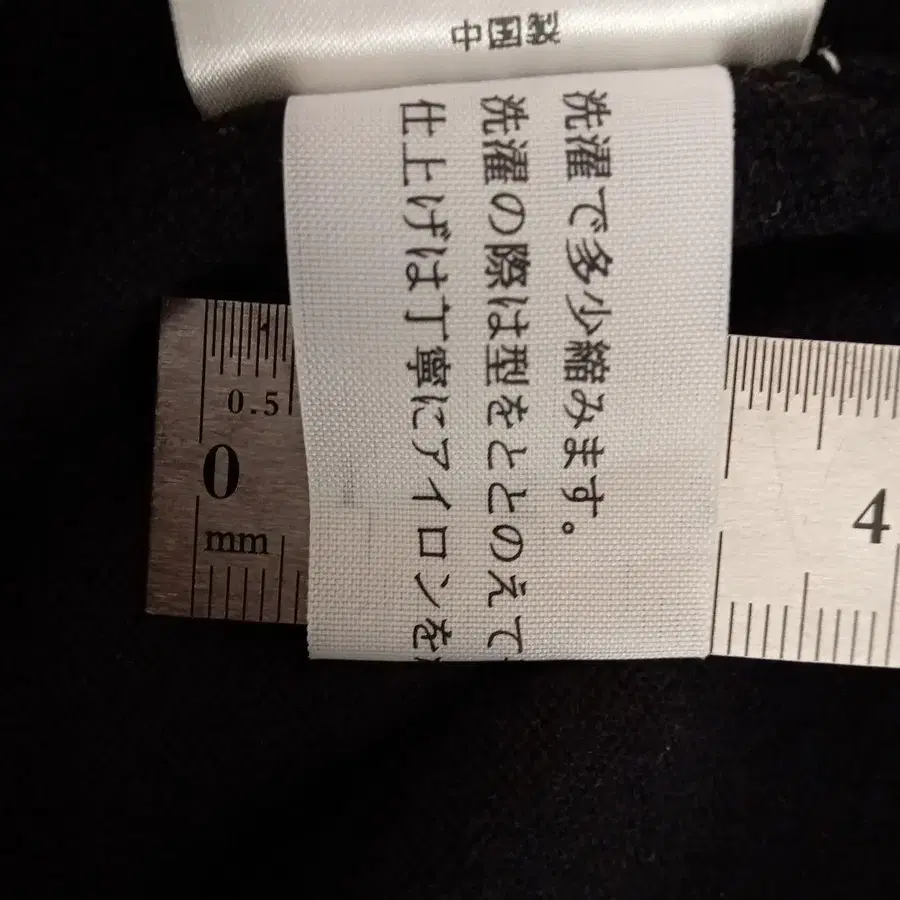 中国製
洗濯で多少縮みます。
洗濯の際は型をととのえて
仕上げは丁寧にアイロンを
0.5
0
mm
4